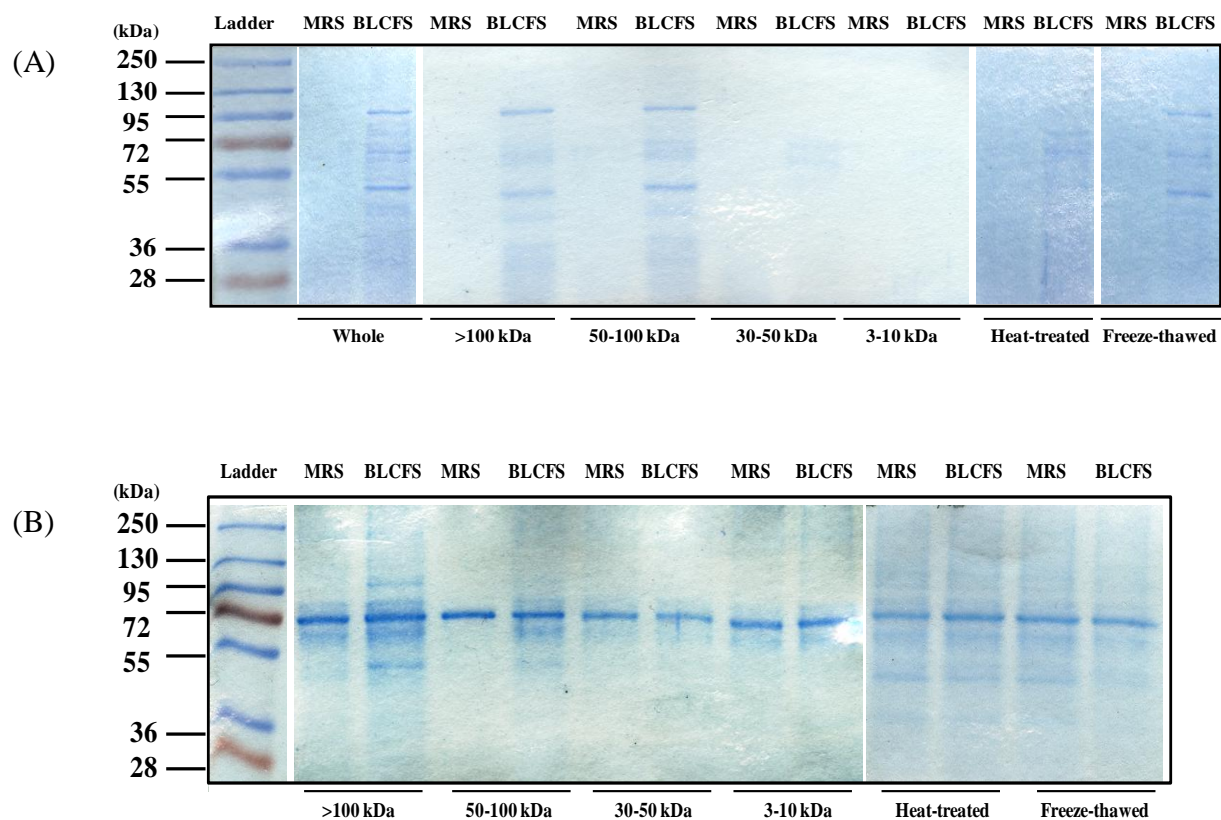 (A)
(kDa) Ladder MRS BLCFS MRS BLCFS MRS BLCFS MRS BLCFS MRS BLCFS MRS BLCFS MRS BLCFS
250
130
95
72
55
36
28
Whole >100 kDa 50-100 kDa 30-50 kDa 3-10 kDa Heat-treated Freeze-thawed
(B)
(kDa) Ladder MRS BLCFS MRS BLCFS MRS BLCFS MRS BLCFS MRS BLCFS MRS BLCFS
250
130
95
72
55
36
28
>100 kDa 50-100 kDa 30-50 kDa 3-10 kDa Heat-treated Freeze-thawed